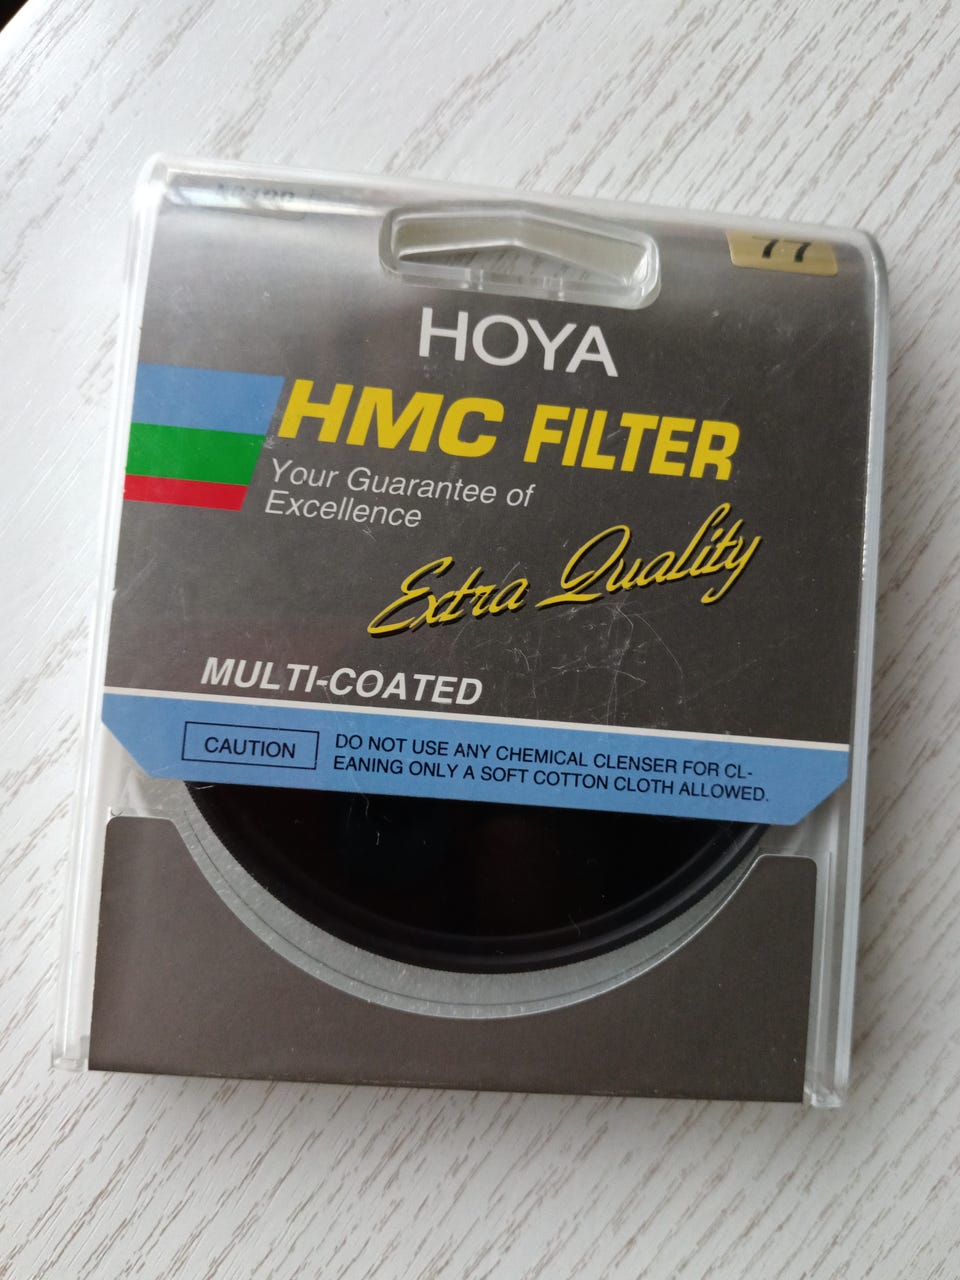 77
HOYA
HMC FILTER
Your Guarantee of
Excellence
Extra Quality
MULTI-COATED
CAUTION
DO NOT USE ANY CHEMICAL CLENSER FOR CL-
EANING ONLY A SOFT COTTON CLOTH ALLOWED.